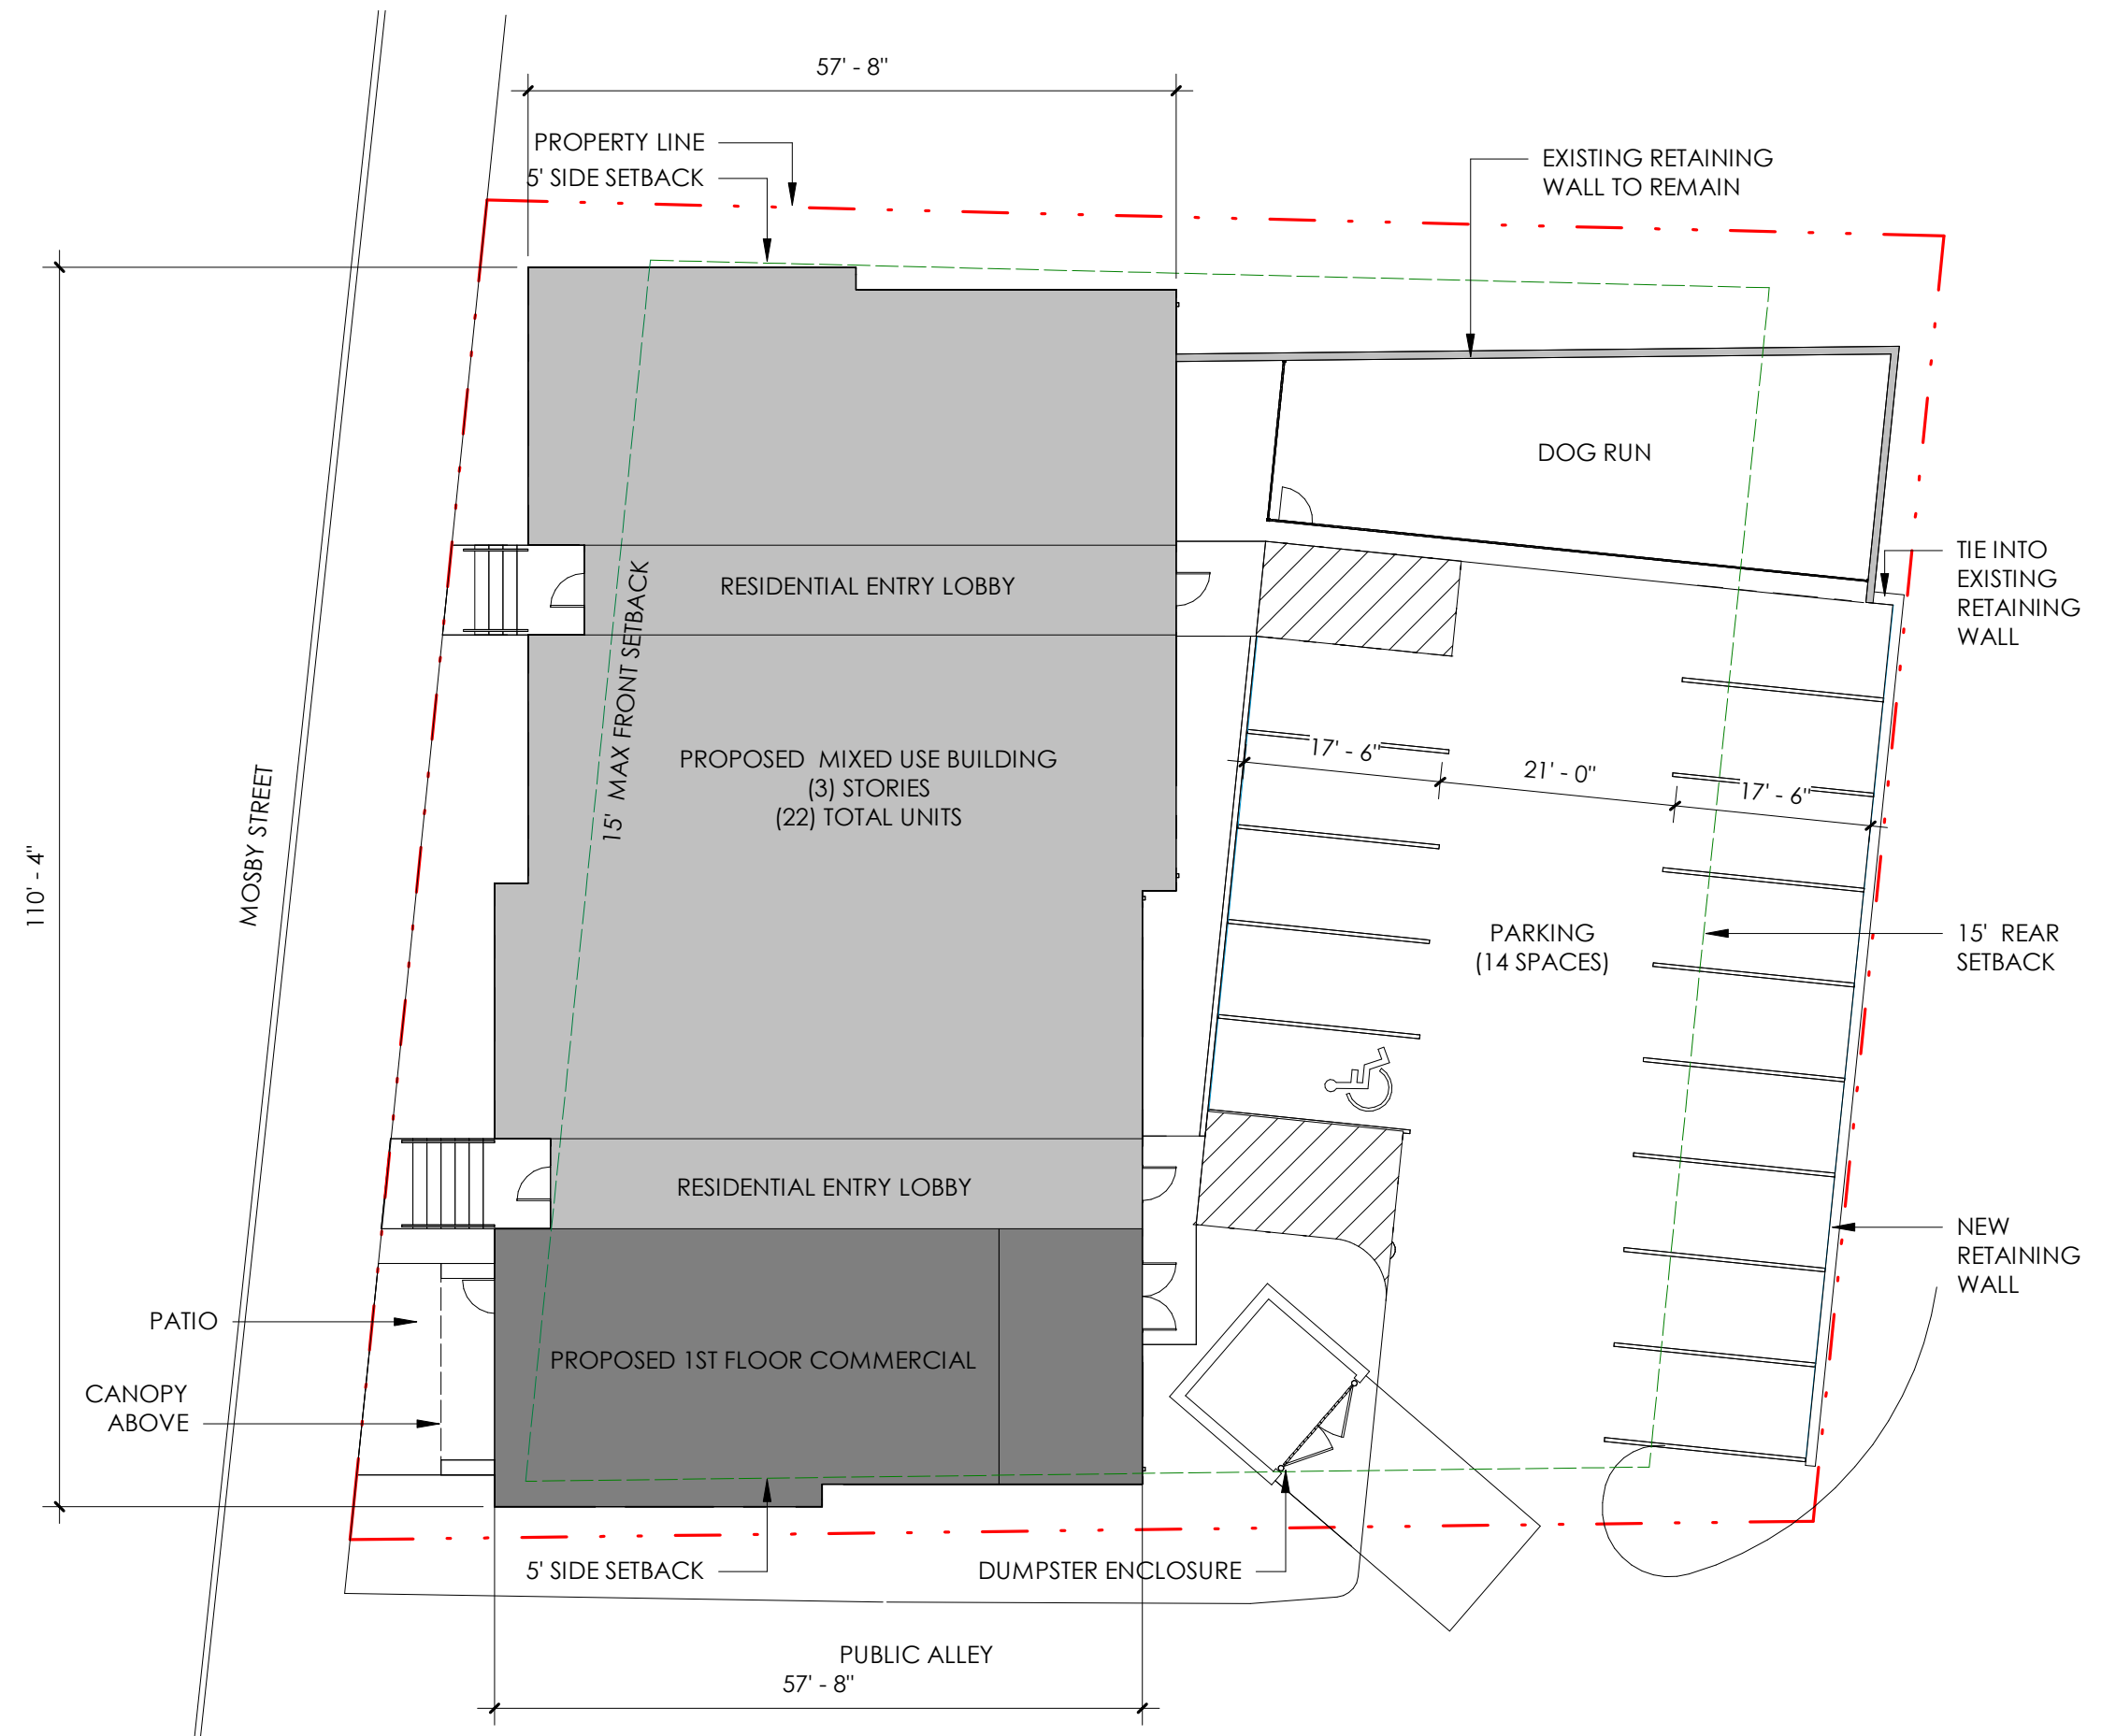 57' - 8"
PROPERTY LINE
5' SIDE SETBACK
EXISTING RETAINING
WALL TO REMAIN
DOG RUN
TIE INTO
EXISTING
RETAINING
WALL
RESIDENTIAL ENTRY LOBBY
15' MAX FRONT SETBACK
PROPOSED MIXED USE BUILDING
(3) STORIES
(22) TOTAL UNITS
17' - 6"
21' - 0"
17' - 6"
MOSBY STREET
110' - 4"
PARKING
(14 SPACES)
15' REAR
SETBACK
RESIDENTIAL ENTRY LOBBY
NEW
RETAINING
WALL
PATIO
PROPOSED 1ST FLOOR COMMERCIAL
CANOPY
ABOVE
5' SIDE SETBACK
DUMPSTER ENCLOSURE
PUBLIC ALLEY
57' - 8"